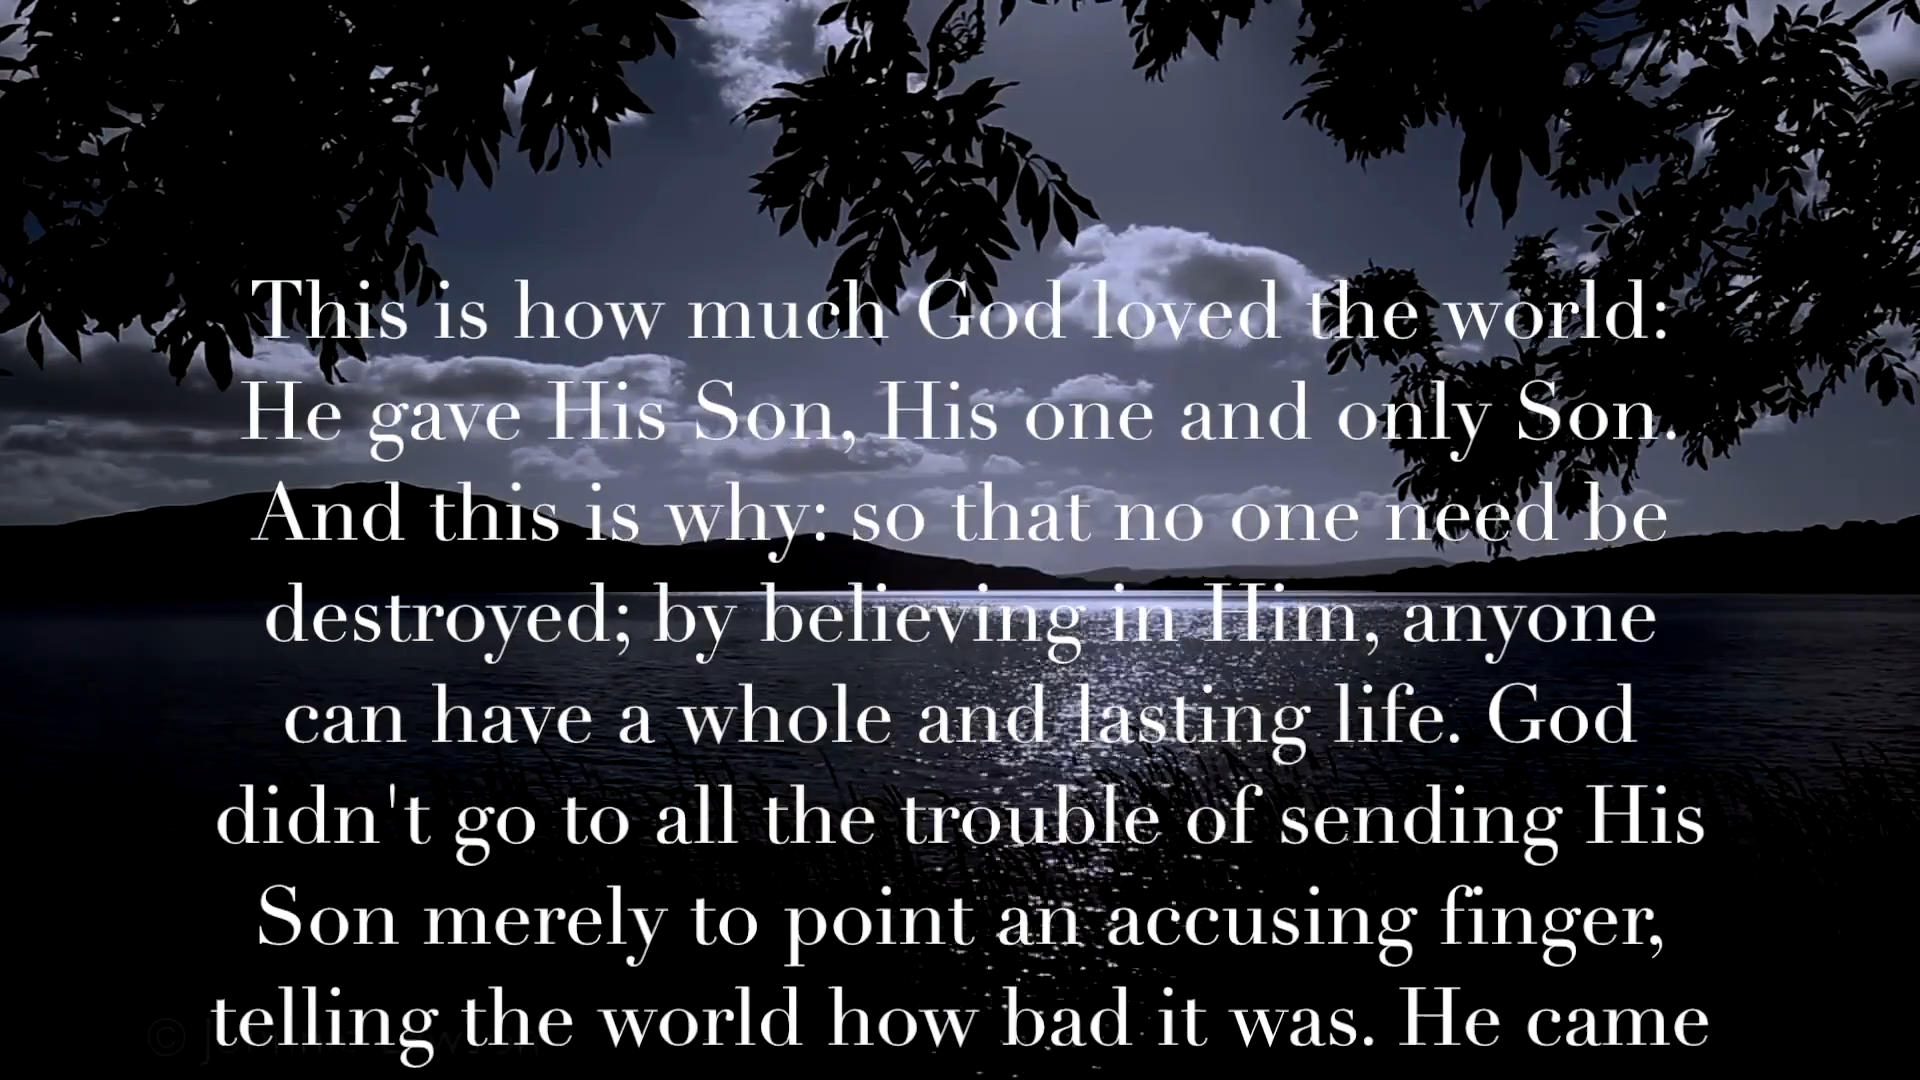 This is how much God loved the world:
He gave His Son, His one and only Son.
And this is why: so that no one need be
destroyed; by believing in Him, anyone
can have a whole and lasting life. God
didn't go to all the trouble of sending His
Son merely to point an accusing finger,
telling the world how bad it was. He came